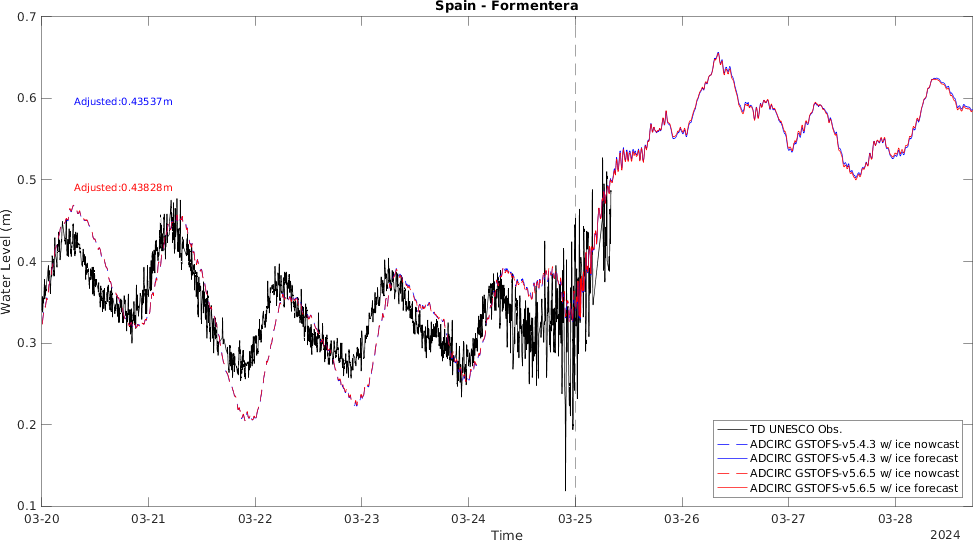 Spain - Formentera
0.7
0.6
0.5
0.4
0.3
0.2
0.1
Water Level (m)
Adjusted:0.43537m
Adjusted:0.43828m
TD UNESCO Obs.
ADCIRC GSTOFS-v5.4.3 w/ ice nowcast
ADCIRC GSTOFS-v5.4.3 w/ ice forecast
ADCIRC GSTOFS-v5.6.5 w/ ice nowcast
ADCIRC GSTOFS-v5.6.5 w/ ice forecast
03-20 03-21 03-22 03-23 03-24 03-25 03-26 03-27 03-28
Time
2024